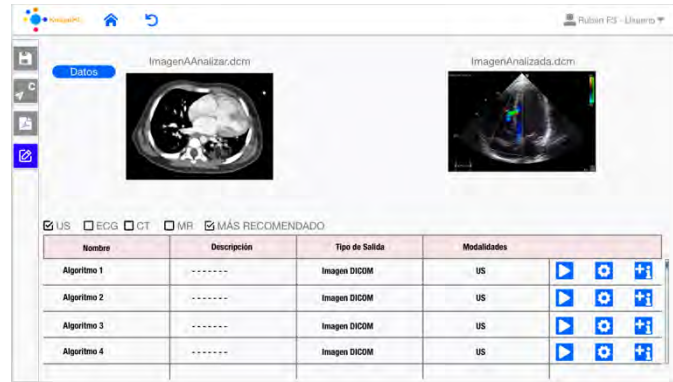 Rubén FS - Usuario
C
Datos
ImagenAAnalizar.dcm
ImagenAnalizada.dcm
US ECG CT MR MÁS RECOMENDADO
Nombre Descripción Tipo de Salida Modalidades
Algoritmo 1 - - - - - - - Imagen DICOM US
Algoritmo 2 - - - - - - - Imagen DICOM US
Algoritmo 3 - - - - - - - Imagen DICOM US
Algoritmo 4 - - - - - - - Imagen DICOM US